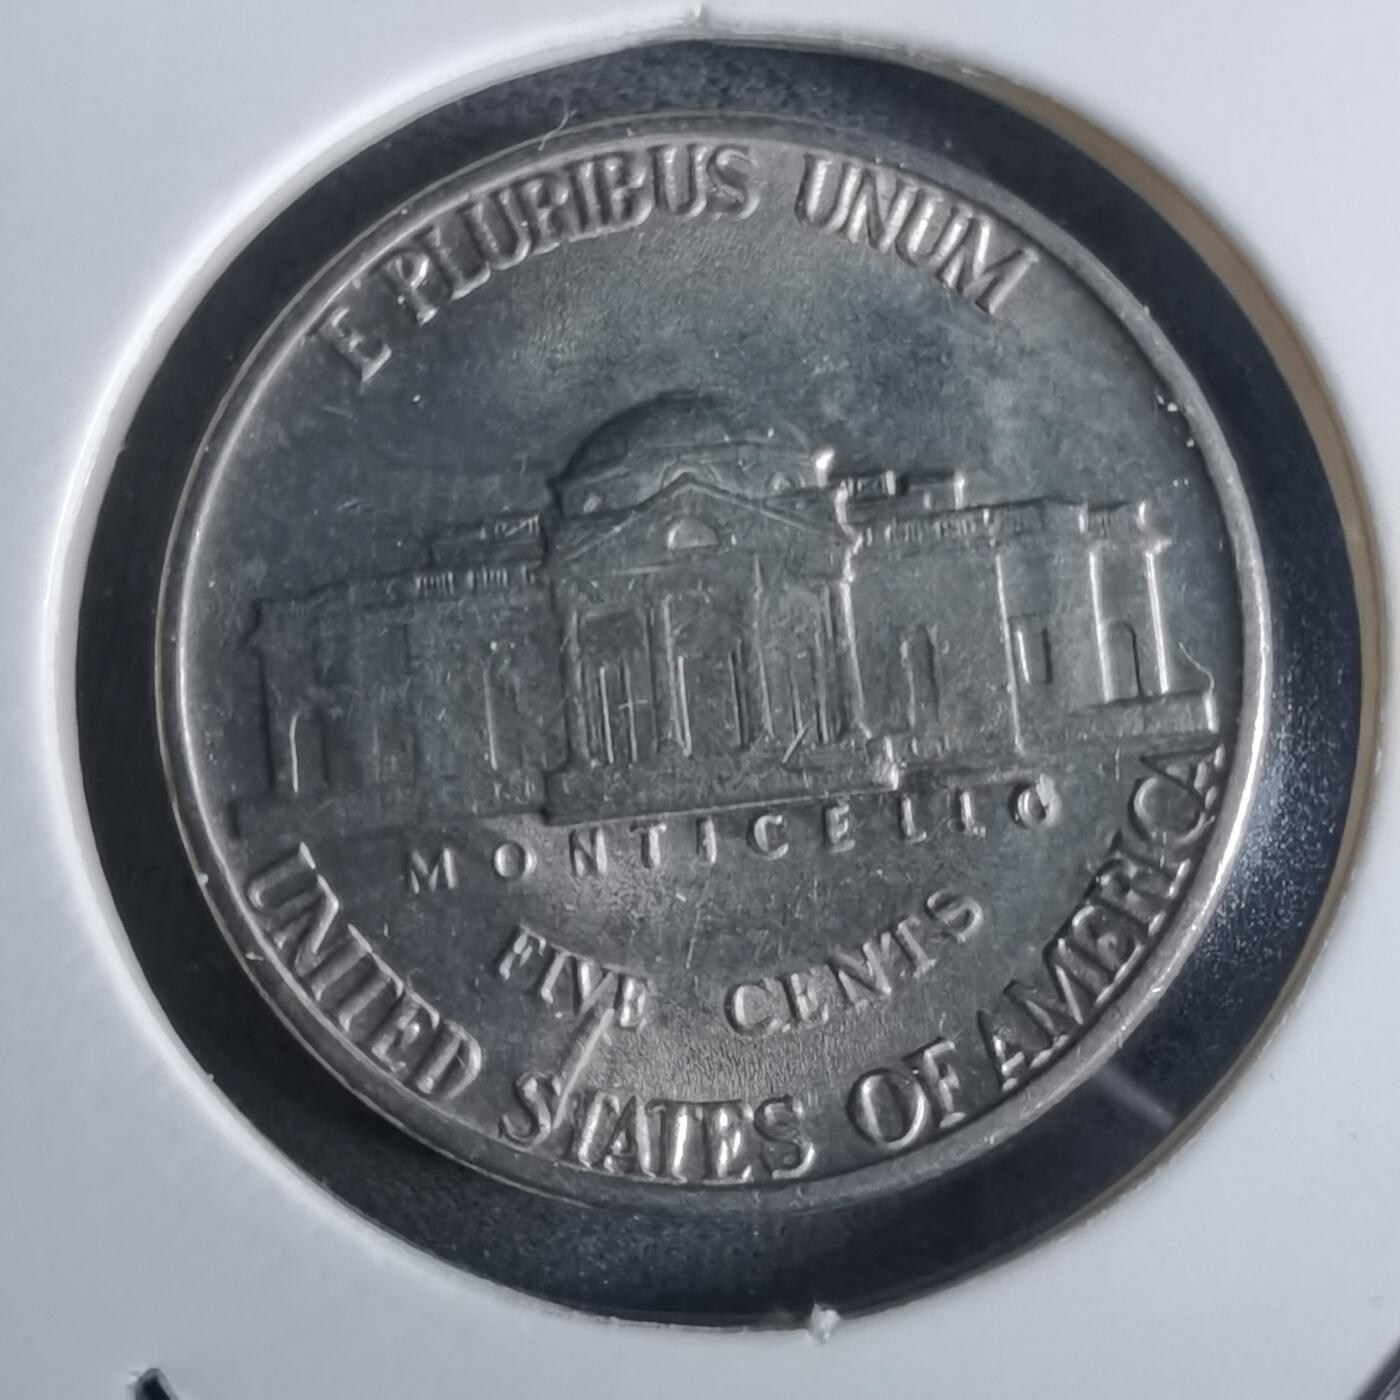 E PLURIBUS UNUM
MONTICELLO
FIVE CENTS
UNITED STATES OF AMERICA